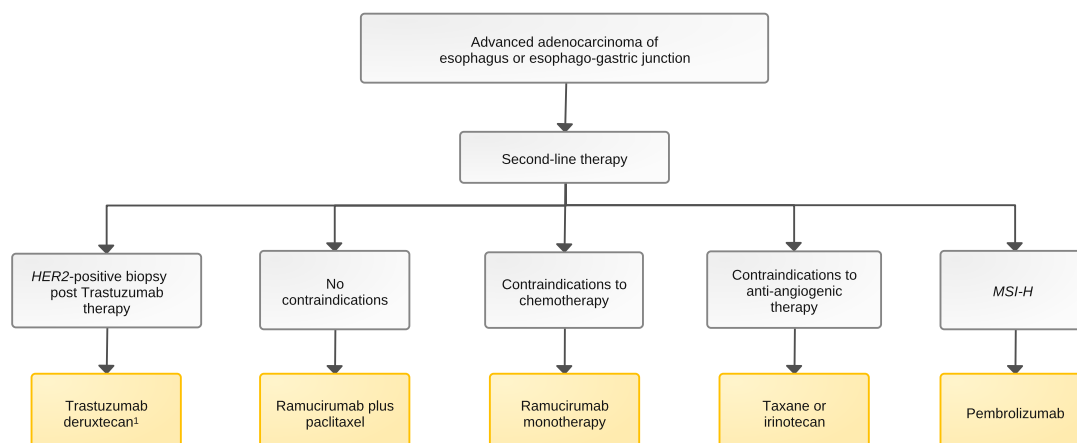 Advanced adenocarcinoma of
esophagus or esophago-gastric junction
Second-line therapy
HER2-positive biopsy
post Trastuzumab
therapy
No
contraindications
Contraindications to
chemotherapy
Contraindications to
anti-angiogenic
therapy
MSI-H
Trastuzumab
deruxtecan¹
Ramucirumab plus
paclitaxel
Ramucirumab
monotherapy
Taxane or
irinotecan
Pembrolizumab